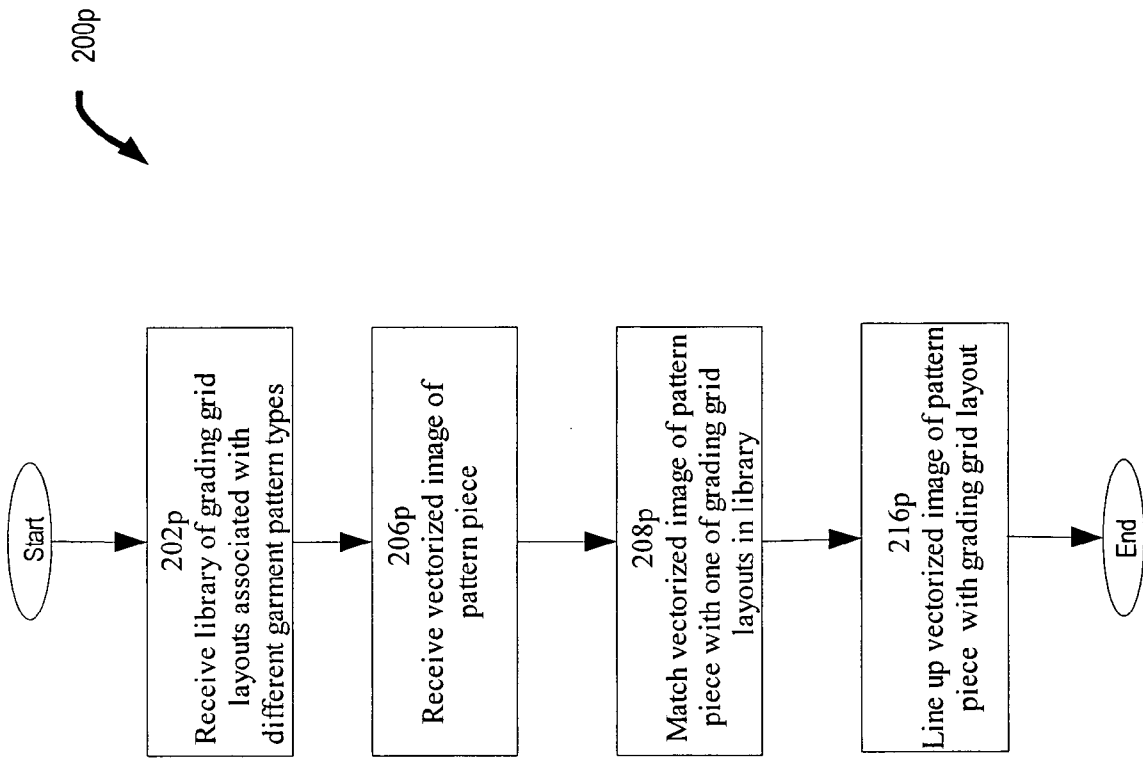 200p
Start
202p
Receive library of grading grid
layouts associated with
different garment pattern types
206p
Receive vectorized image of
pattern piece
208p
Match vectorized image of pattern
piece with one of grading grid
layouts in library
216p
Line up vectorized image of pattern
piece with grading grid layout
End